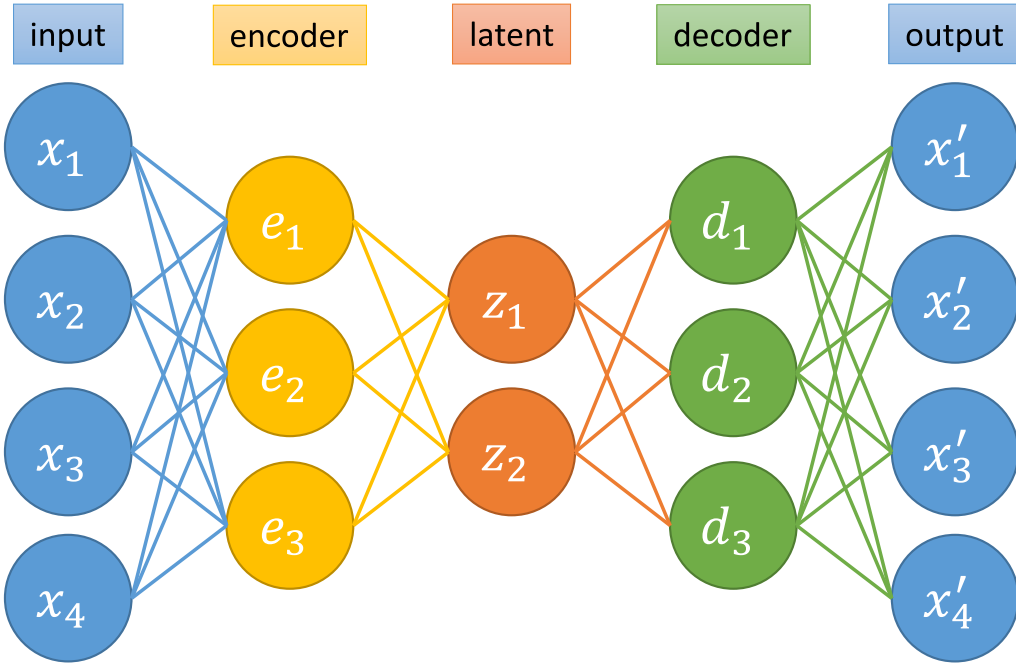 input
encoder
latent
decoder
output
x₁
x₂
x₃
x₄
e₁
e₂
e₃
z₁
z₂
d₁
d₂
d₃
x₁′
x₂′
x₃′
x₄′